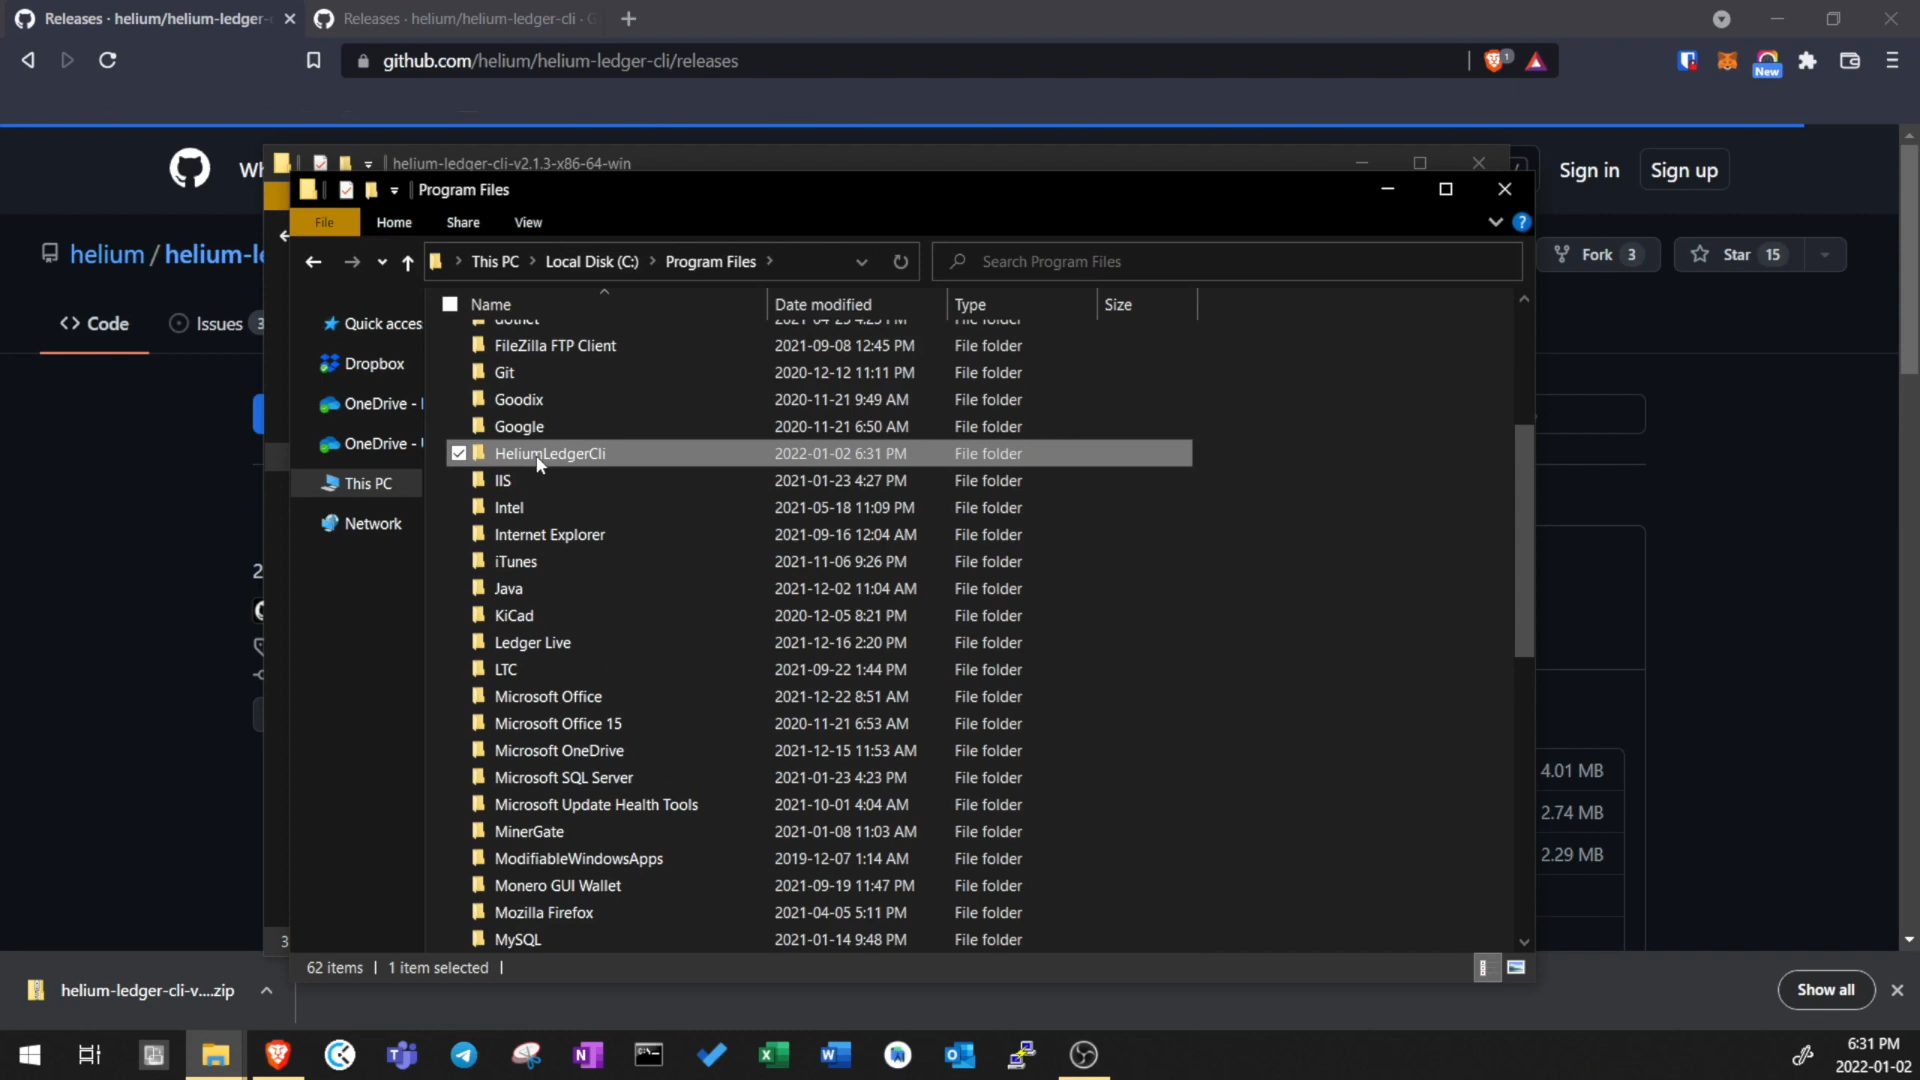 Releases · helium/helium-ledger-
Releases · helium/helium-ledger-cli · G
github.com/helium/helium-ledger-cli/releases
1
New
helium-ledger-cli-v2.1.3-x86-64-win
Wh
Sign in
Sign up
Program Files
File
Home
Share
View
helium / helium-l
Fork 3
Star 15
This PC
Local Disk (C:)
Program Files
Search Program Files
Code
Issues 3
Name
Date modified
Type
Size
Quick acces
Dropbox
OneDrive -
OneDrive -
This PC
Network
dotnet 2021-04-23 4:23 PM File folder
FileZilla FTP Client 2021-09-08 12:45 PM File folder
Git 2020-12-12 11:11 PM File folder
Goodix 2020-11-21 9:49 AM File folder
Google 2020-11-21 6:50 AM File folder
HeliumLedgerCli 2022-01-02 6:31 PM File folder
IIS 2021-01-23 4:27 PM File folder
Intel 2021-05-18 11:09 PM File folder
Internet Explorer 2021-09-16 12:04 AM File folder
iTunes 2021-11-06 9:26 PM File folder
Java 2021-12-02 11:04 AM File folder
KiCad 2020-12-05 8:21 PM File folder
Ledger Live 2021-12-16 2:20 PM File folder
LTC 2021-09-22 1:44 PM File folder
Microsoft Office 2021-12-22 8:51 AM File folder
Microsoft Office 15 2020-11-21 6:53 AM File folder
Microsoft OneDrive 2021-12-15 11:53 AM File folder
Microsoft SQL Server 2021-01-23 4:23 PM File folder
Microsoft Update Health Tools 2021-10-01 4:04 AM File folder
MinerGate 2021-01-08 11:03 AM File folder
ModifiableWindowsApps 2019-12-07 1:14 AM File folder
Monero GUI Wallet 2021-09-19 11:47 PM File folder
Mozilla Firefox 2021-04-05 5:11 PM File folder
MySQL 2021-01-14 9:48 PM File folder
2
4.01 MB
2.74 MB
2.29 MB
3
62 items
1 item selected
helium-ledger-cli-v....zip
Show all
6:31 PM
2022-01-02